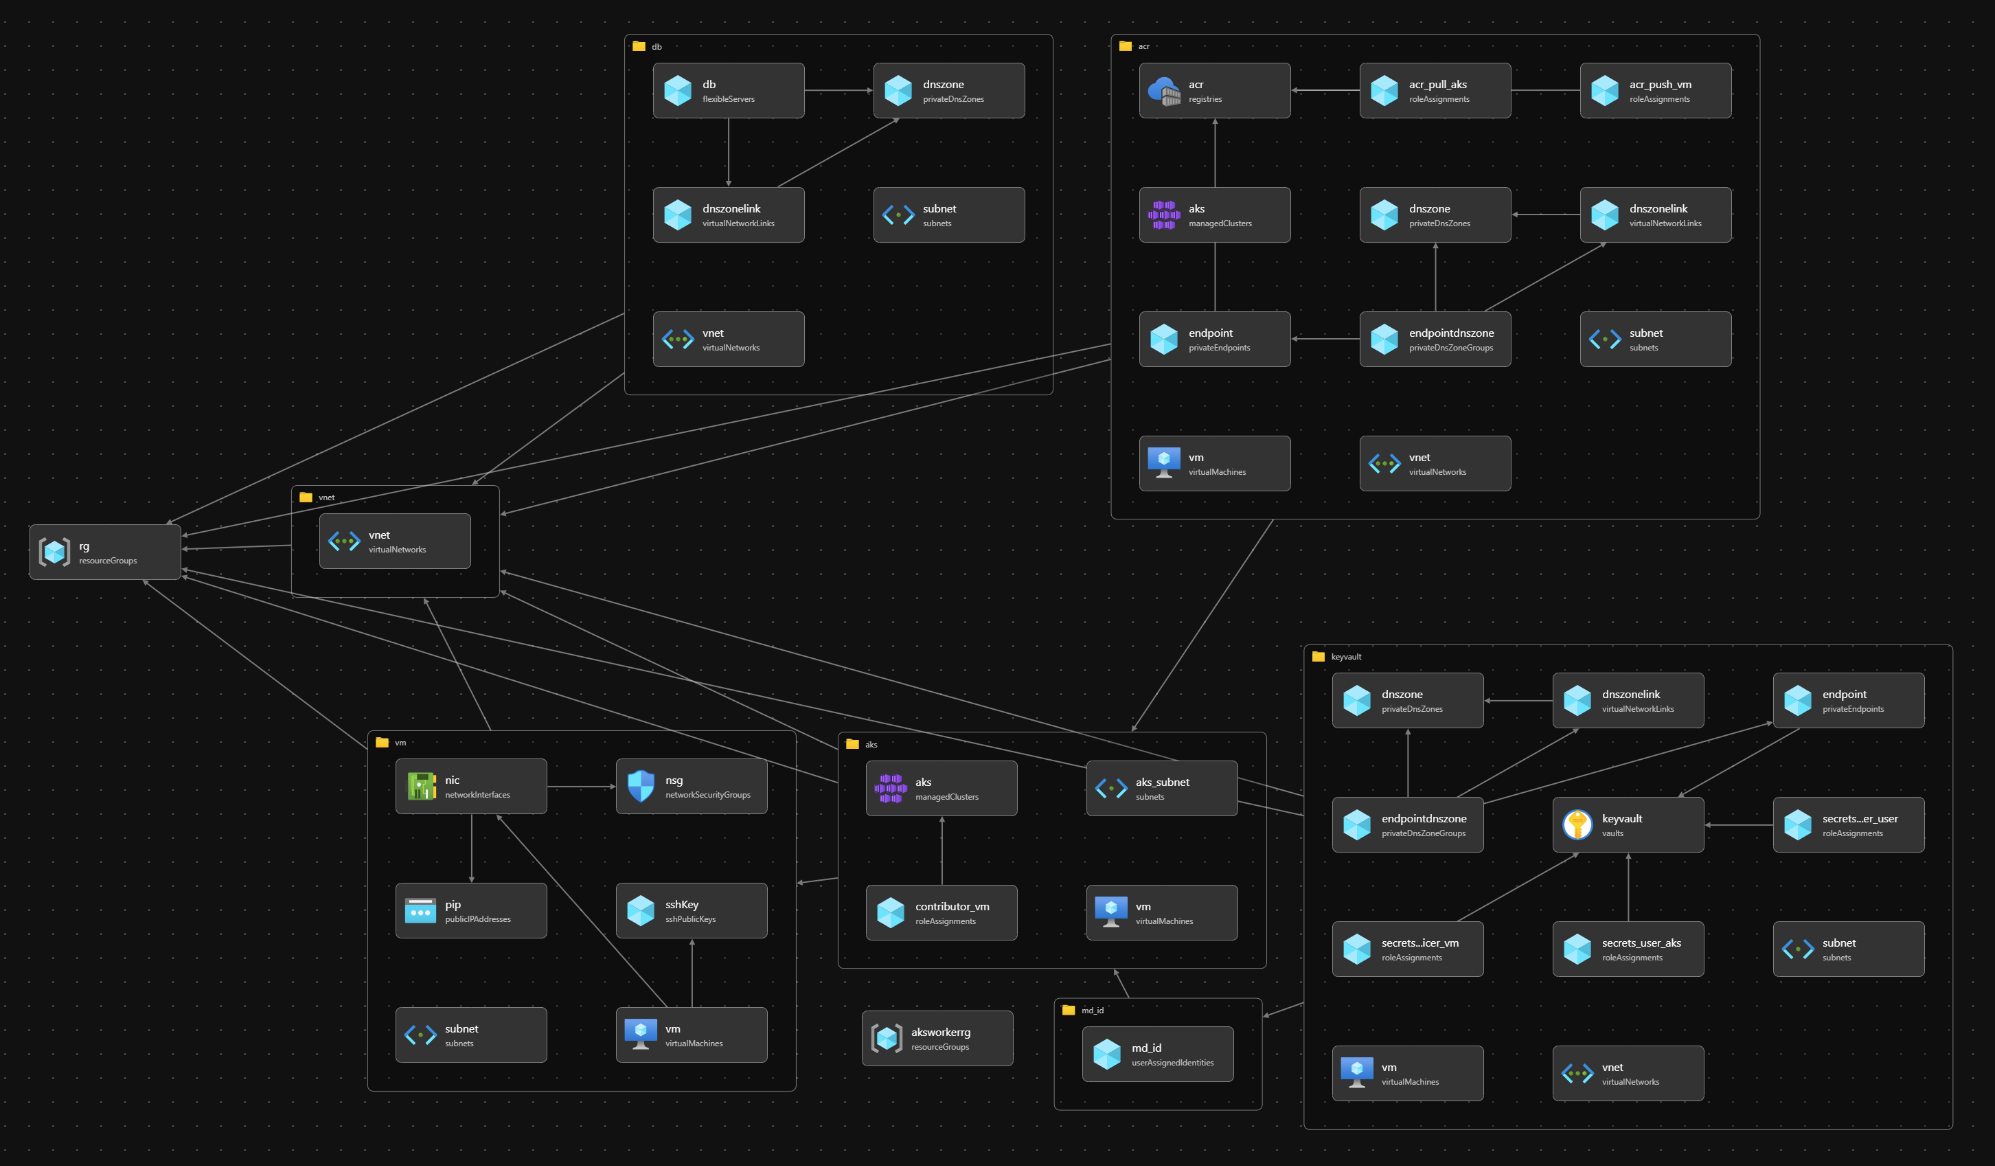 db
db
flexibleServers
dnszone
privateDnsZones
dnszonelink
virtualNetworkLinks
subnet
subnets
vnet
virtualNetworks
acr
acr
registries
acr_pull_aks
roleAssignments
acr_push_vm
roleAssignments
aks
managedClusters
dnszone
privateDnsZones
dnszonelink
virtualNetworkLinks
endpoint
privateEndpoints
endpointdnszone
privateDnsZoneGroups
subnet
subnets
vm
virtualMachines
vnet
virtualNetworks
rg
resourceGroups
vnet
vnet
virtualNetworks
vm
nic
networkInterfaces
nsg
networkSecurityGroups
pip
publicIPAddresses
sshKey
sshPublicKeys
subnet
subnets
vm
virtualMachines
aks
aks
managedClusters
aks_subnet
subnets
contributor_vm
roleAssignments
vm
virtualMachines
aksworkerrg
resourceGroups
md_id
md_id
userAssignedIdentities
keyvault
dnszone
privateDnsZones
dnszonelink
virtualNetworkLinks
endpoint
privateEndpoints
endpointdnszone
privateDnsZoneGroups
keyvault
vaults
secrets...er_user
roleAssignments
secrets...icer_vm
roleAssignments
secrets_user_aks
roleAssignments
subnet
subnets
vm
virtualMachines
vnet
virtualNetworks